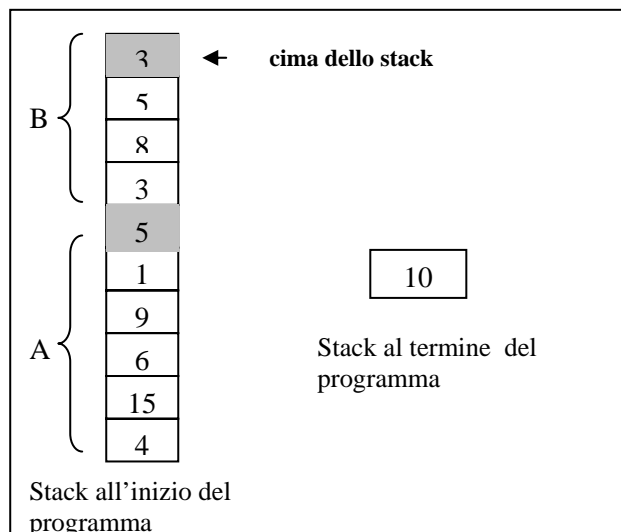 3 cima dello stack
5
B
8
3
5
1
10
9
A
6
Stack al termine del
programma
15
4
Stack all'inizio del
programma